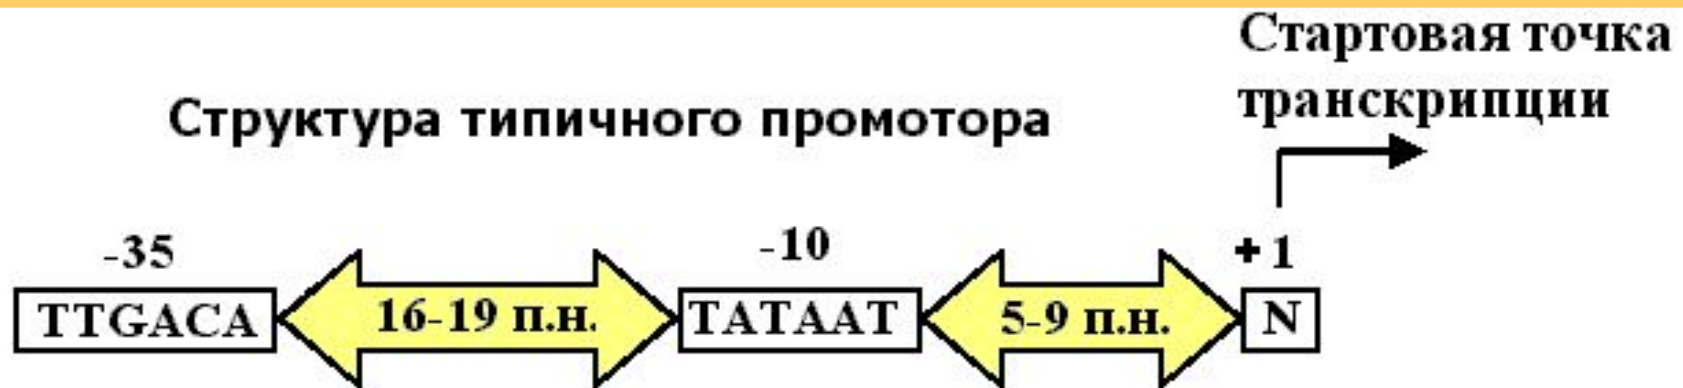 Стартовая точка
транскрипции
Структура типичного промотора
-35
-10
+1
TTGACA
16-19 п.н.
TATAAT
5-9 п.н.
N